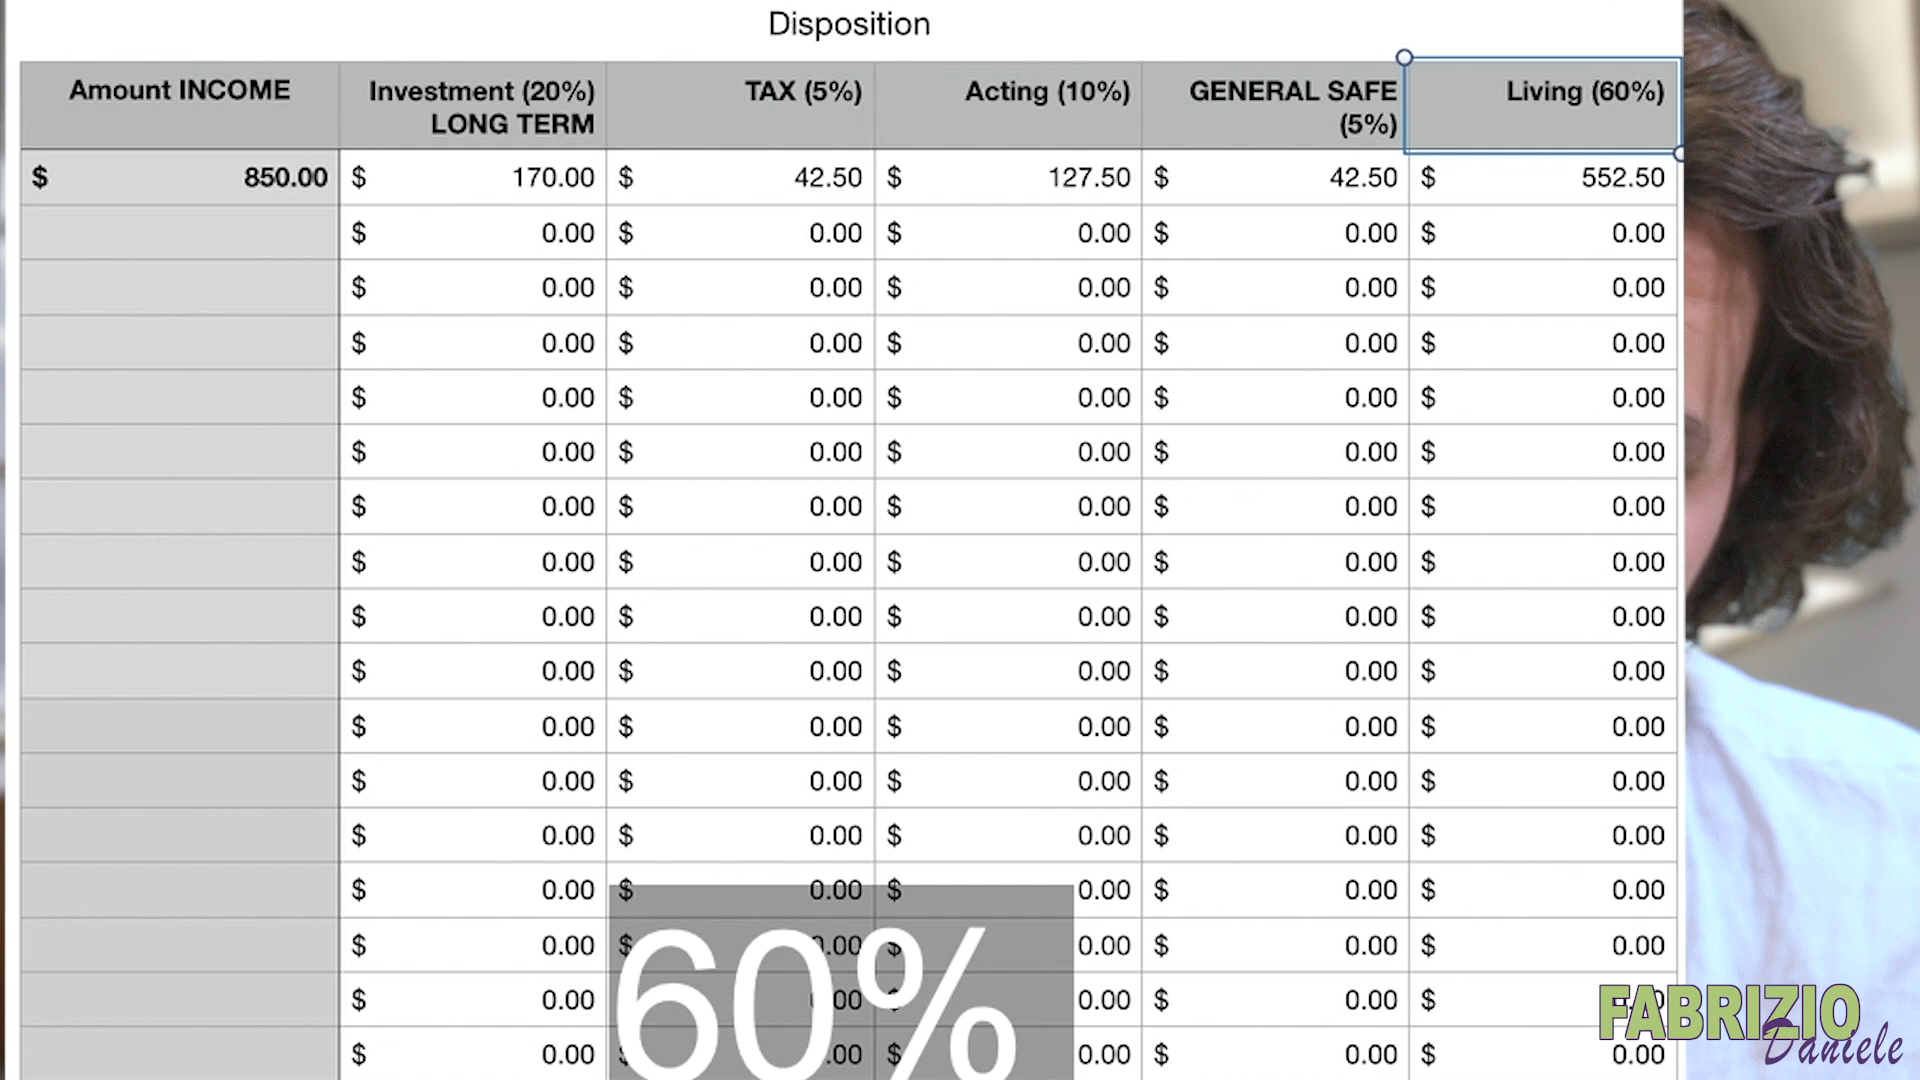 Disposition
Amount INCOME Investment (20%) LONG TERM TAX (5%) Acting (10%) GENERAL SAFE (5%) Living (60%)
$ 850.00 $ 170.00 $ 42.50 $ 127.50 $ 42.50 $ 552.50
$ 0.00 $ 0.00 $ 0.00 $ 0.00 $ 0.00
$ 0.00 $ 0.00 $ 0.00 $ 0.00 $ 0.00
$ 0.00 $ 0.00 $ 0.00 $ 0.00 $ 0.00
$ 0.00 $ 0.00 $ 0.00 $ 0.00 $ 0.00
$ 0.00 $ 0.00 $ 0.00 $ 0.00 $ 0.00
$ 0.00 $ 0.00 $ 0.00 $ 0.00 $ 0.00
$ 0.00 $ 0.00 $ 0.00 $ 0.00 $ 0.00
$ 0.00 $ 0.00 $ 0.00 $ 0.00 $ 0.00
$ 0.00 $ 0.00 $ 0.00 $ 0.00 $ 0.00
$ 0.00 $ 0.00 $ 0.00 $ 0.00 $ 0.00
$ 0.00 $ 0.00 $ 0.00 $ 0.00 $ 0.00
$ 0.00 $ 0.00 $ 0.00 $ 0.00 $ 0.00
$ 0.00 $ 0.00 $ 0.00 $ 0.00 $ 0.00
$ 0.00 $ $ 0.00 $ 0.00 $ 0.00
$ 0.00 0.00 $ 0.00 $
$ 0.00 $ 0.00 $ 0.00 $ 0.00
60%
FABRIZIO
Daniele